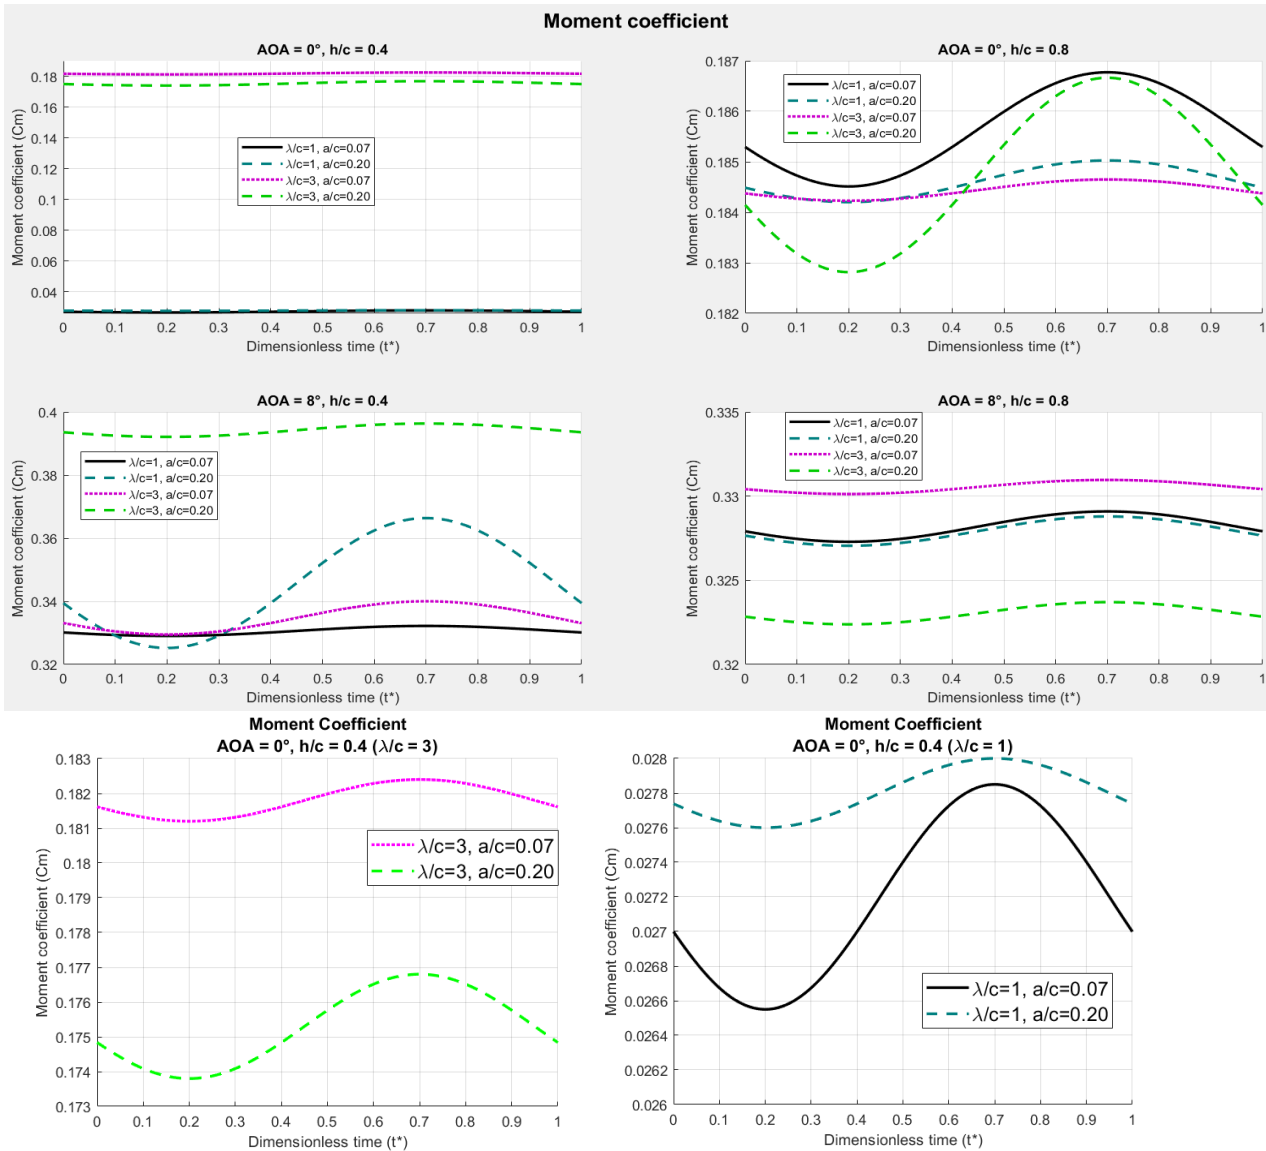 Moment coefficient
AOA = 0°, h/c = 0.4
Moment coefficient (Cm)
0.18
0.16
0.14
0.12
0.1
0.08
0.06
0.04
λ/c=1, a/c=0.07
λ/c=1, a/c=0.20
λ/c=3, a/c=0.07
λ/c=3, a/c=0.20
0 0.1 0.2 0.3 0.4 0.5 0.6 0.7 0.8 0.9 1
Dimensionless time (t*)
AOA = 0°, h/c = 0.8
Moment coefficient (Cm)
0.187
0.186
0.185
0.184
0.183
0.182
λ/c=1, a/c=0.07
λ/c=1, a/c=0.20
λ/c=3, a/c=0.07
λ/c=3, a/c=0.20
0 0.1 0.2 0.3 0.4 0.5 0.6 0.7 0.8 0.9 1
Dimensionless time (t*)
AOA = 8°, h/c = 0.4
Moment coefficient (Cm)
0.4
0.38
0.36
0.34
0.32
λ/c=1, a/c=0.07
λ/c=1, a/c=0.20
λ/c=3, a/c=0.07
λ/c=3, a/c=0.20
0 0.1 0.2 0.3 0.4 0.5 0.6 0.7 0.8 0.9 1
Dimensionless time (t*)
AOA = 8°, h/c = 0.8
Moment coefficient (Cm)
0.335
0.33
0.325
0.32
λ/c=1, a/c=0.07
λ/c=1, a/c=0.20
λ/c=3, a/c=0.07
λ/c=3, a/c=0.20
0 0.1 0.2 0.3 0.4 0.5 0.6 0.7 0.8 0.9 1
Dimensionless time (t*)
Moment Coefficient
AOA = 0°, h/c = 0.4 (λ/c = 3)
Moment coefficient (Cm)
0.183
0.182
0.181
0.18
0.179
0.178
0.177
0.176
0.175
0.174
0.173
λ/c=3, a/c=0.07
λ/c=3, a/c=0.20
0 0.1 0.2 0.3 0.4 0.5 0.6 0.7 0.8 0.9 1
Dimensionless time (t*)
Moment Coefficient
AOA = 0°, h/c = 0.4 (λ/c = 1)
Moment coefficient (Cm)
0.028
0.0278
0.0276
0.0274
0.0272
0.027
0.0268
0.0266
0.0264
0.0262
0.026
λ/c=1, a/c=0.07
λ/c=1, a/c=0.20
0 0.1 0.2 0.3 0.4 0.5 0.6 0.7 0.8 0.9 1
Dimensionless time (t*)